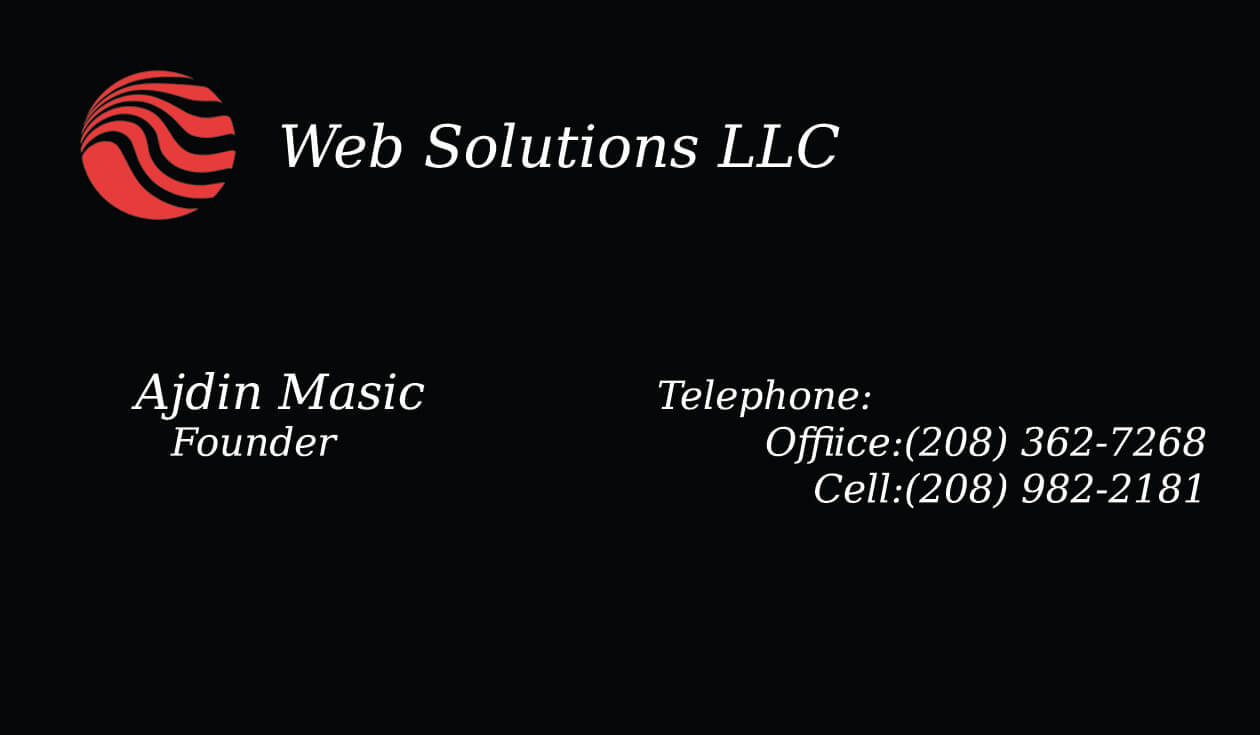 Web Solutions LLC
Ajdin Masic
Founder
Telephone:
Offiice:(208) 362-7268
Cell:(208) 982-2181